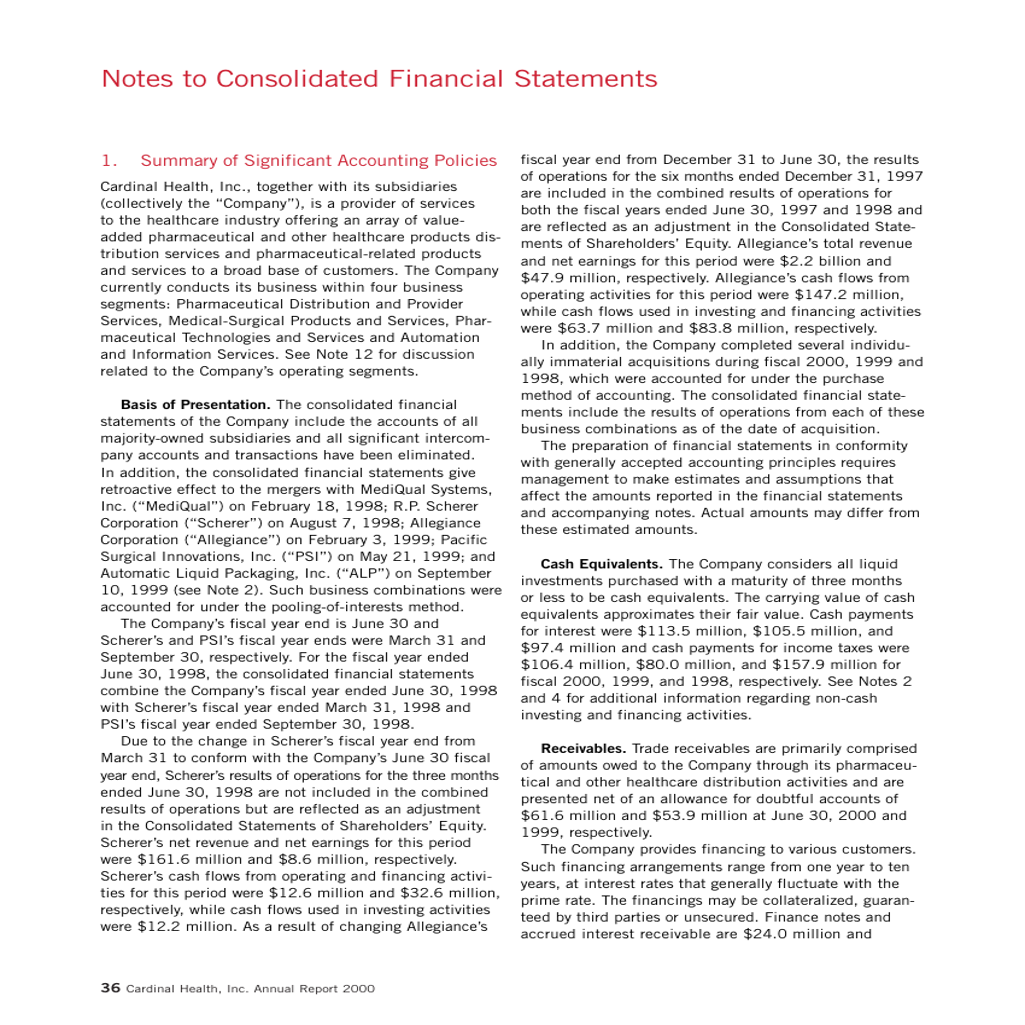 Notes to Consolidated Financial Statements
1. Summary of Significant Accounting Policies
Cardinal Health, Inc., together with its subsidiaries
(collectively the “Company”), is a provider of services
to the healthcare industry offering an array of value-
added pharmaceutical and other healthcare products dis-
tribution services and pharmaceutical-related products
and services to a broad base of customers. The Company
currently conducts its business within four business
segments: Pharmaceutical Distribution and Provider
Services, Medical-Surgical Products and Services, Phar-
maceutical Technologies and Services and Automation
and Information Services. See Note 12 for discussion
related to the Company’s operating segments.
Basis of Presentation. The consolidated financial
statements of the Company include the accounts of all
majority-owned subsidiaries and all significant intercom-
pany accounts and transactions have been eliminated.
In addition, the consolidated financial statements give
retroactive effect to the mergers with MediQual Systems,
Inc. (“MediQual”) on February 18, 1998; R.P. Scherer
Corporation (“Scherer”) on August 7, 1998; Allegiance
Corporation (“Allegiance”) on February 3, 1999; Pacific
Surgical Innovations, Inc. (“PSI”) on May 21, 1999; and
Automatic Liquid Packaging, Inc. (“ALP”) on September
10, 1999 (see Note 2). Such business combinations were
accounted for under the pooling-of-interests method.
The Company’s fiscal year end is June 30 and
Scherer’s and PSI’s fiscal year ends were March 31 and
September 30, respectively. For the fiscal year ended
June 30, 1998, the consolidated financial statements
combine the Company’s fiscal year ended June 30, 1998
with Scherer’s fiscal year ended March 31, 1998 and
PSI’s fiscal year ended September 30, 1998.
Due to the change in Scherer’s fiscal year end from
March 31 to conform with the Company’s June 30 fiscal
year end, Scherer’s results of operations for the three months
ended June 30, 1998 are not included in the combined
results of operations but are reflected as an adjustment
in the Consolidated Statements of Shareholders’ Equity.
Scherer’s net revenue and net earnings for this period
were $161.6 million and $8.6 million, respectively.
Scherer’s cash flows from operating and financing activi-
ties for this period were $12.6 million and $32.6 million,
respectively, while cash flows used in investing activities
were $12.2 million. As a result of changing Allegiance’s
fiscal year end from December 31 to June 30, the results
of operations for the six months ended December 31, 1997
are included in the combined results of operations for
both the fiscal years ended June 30, 1997 and 1998 and
are reflected as an adjustment in the Consolidated State-
ments of Shareholders’ Equity. Allegiance’s total revenue
and net earnings for this period were $2.2 billion and
$47.9 million, respectively. Allegiance’s cash flows from
operating activities for this period were $147.2 million,
while cash flows used in investing and financing activities
were $63.7 million and $83.8 million, respectively.
In addition, the Company completed several individu-
ally immaterial acquisitions during fiscal 2000, 1999 and
1998, which were accounted for under the purchase
method of accounting. The consolidated financial state-
ments include the results of operations from each of these
business combinations as of the date of acquisition.
The preparation of financial statements in conformity
with generally accepted accounting principles requires
management to make estimates and assumptions that
affect the amounts reported in the financial statements
and accompanying notes. Actual amounts may differ from
these estimated amounts.
Cash Equivalents. The Company considers all liquid
investments purchased with a maturity of three months
or less to be cash equivalents. The carrying value of cash
equivalents approximates their fair value. Cash payments
for interest were $113.5 million, $105.5 million, and
$97.4 million and cash payments for income taxes were
$106.4 million, $80.0 million, and $157.9 million for
fiscal 2000, 1999, and 1998, respectively. See Notes 2
and 4 for additional information regarding non-cash
investing and financing activities.
Receivables. Trade receivables are primarily comprised
of amounts owed to the Company through its pharmaceu-
tical and other healthcare distribution activities and are
presented net of an allowance for doubtful accounts of
$61.6 million and $53.9 million at June 30, 2000 and
1999, respectively.
The Company provides financing to various customers.
Such financing arrangements range from one year to ten
years, at interest rates that generally fluctuate with the
prime rate. The financings may be collateralized, guaran-
teed by third parties or unsecured. Finance notes and
accrued interest receivable are $24.0 million and
36 Cardinal Health, Inc. Annual Report 2000